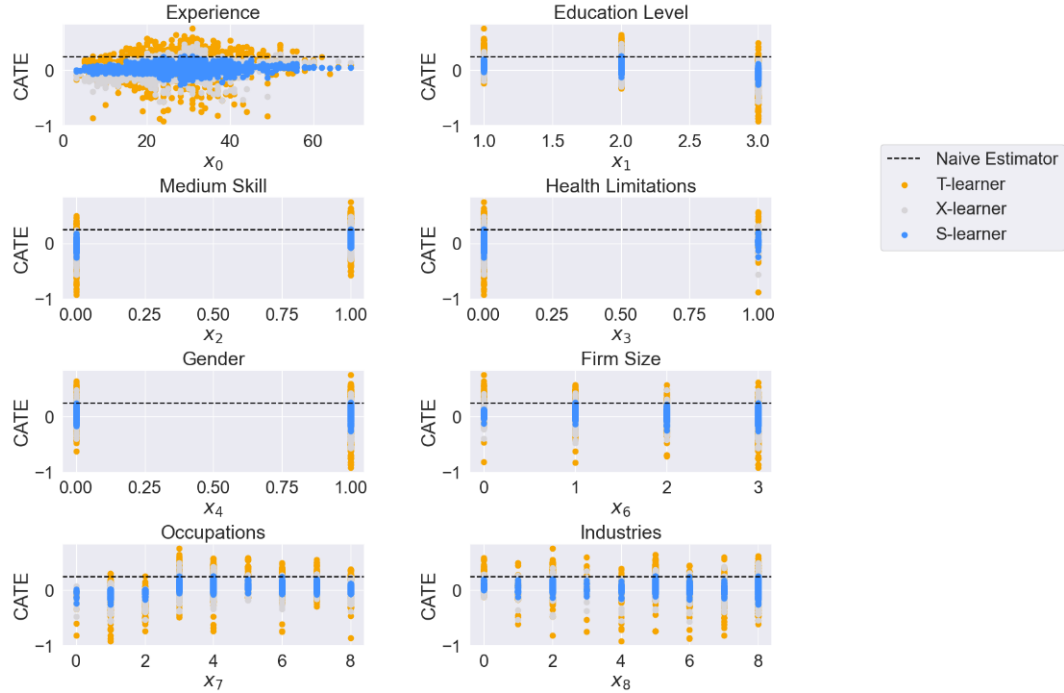 Experience
CATE
0
−1
0
20
40
60
x0
Education Level
CATE
0
−1
1.0
1.5
2.0
2.5
3.0
x1
Naive Estimator
T-learner
X-learner
S-learner
Medium Skill
CATE
0
−1
0.00
0.25
0.50
0.75
1.00
x2
Health Limitations
CATE
0
−1
0.00
0.25
0.50
0.75
1.00
x3
Gender
CATE
0
−1
0.00
0.25
0.50
0.75
1.00
x4
Firm Size
CATE
0
−1
0
1
2
3
x6
Occupations
CATE
0
−1
0
2
4
6
8
x7
Industries
CATE
0
−1
0
2
4
6
8
x8